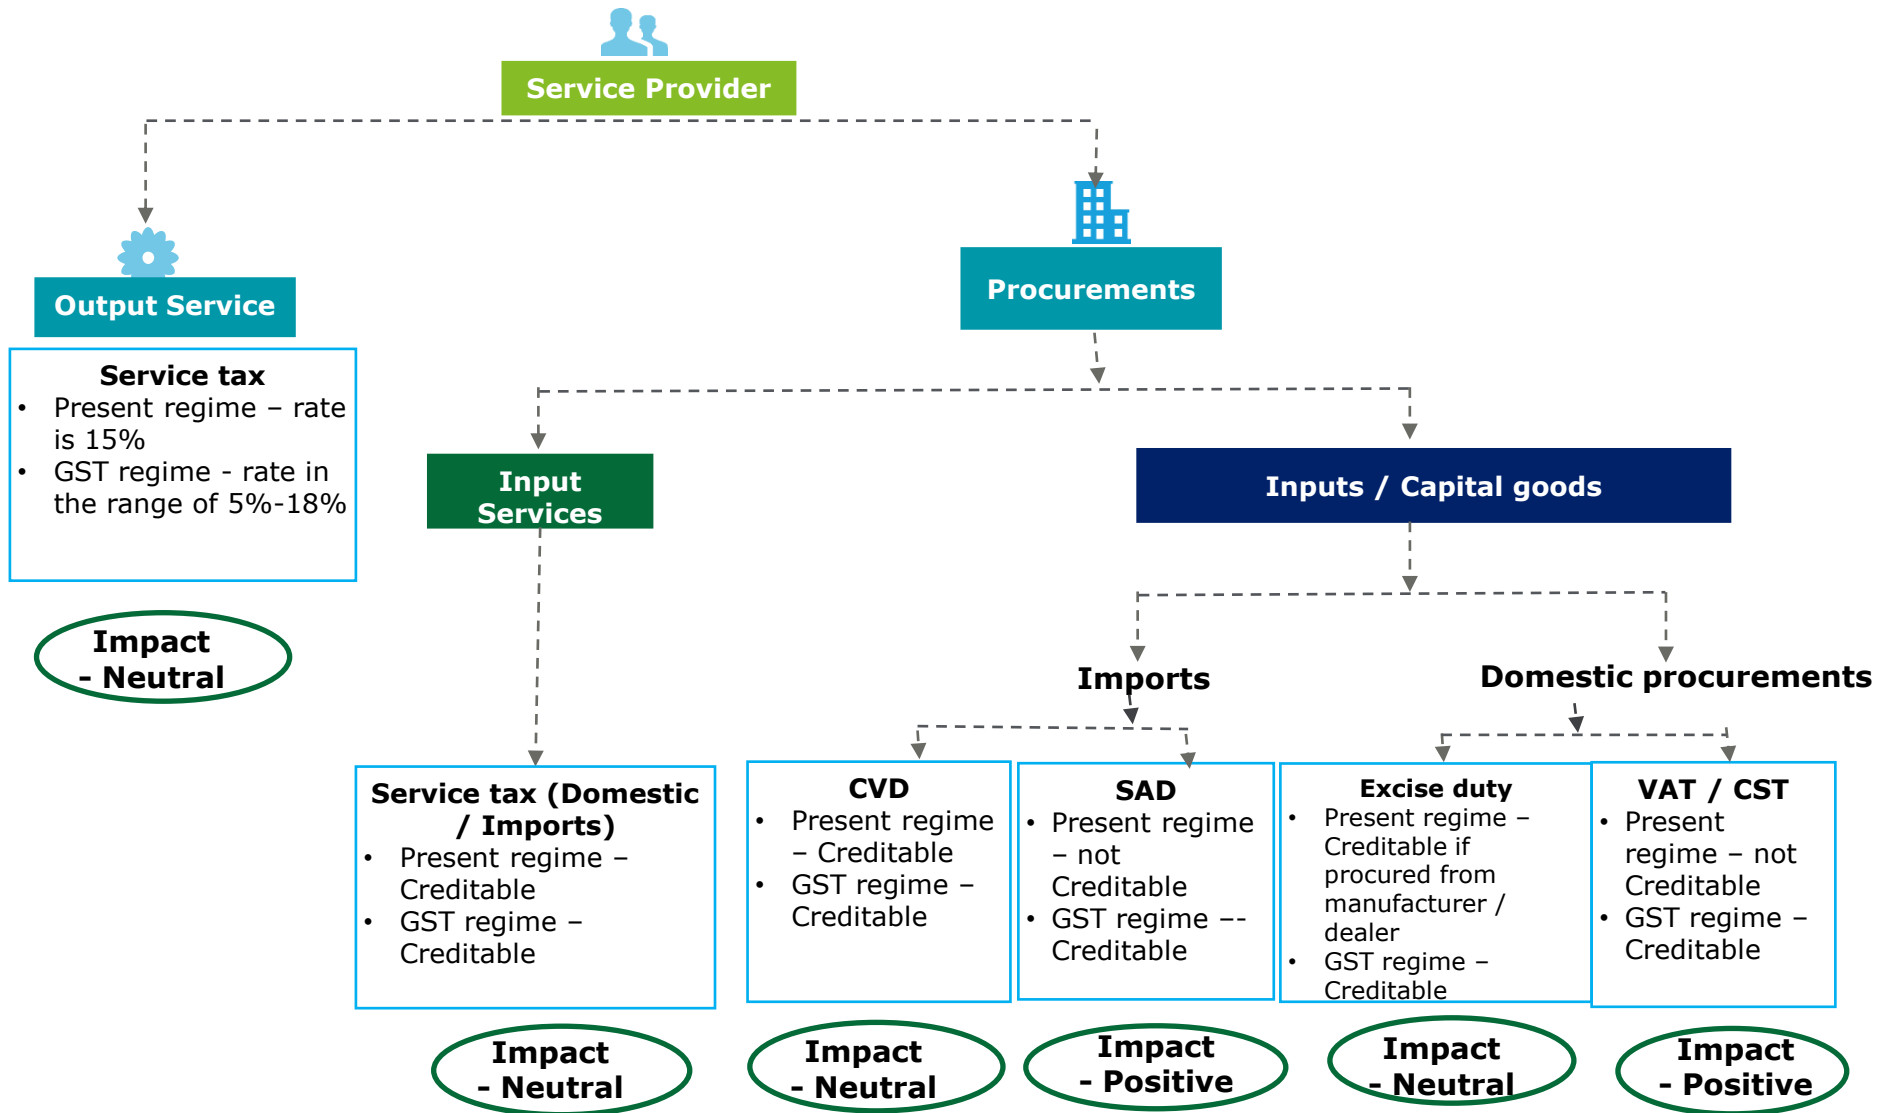 Service Provider
Output Service
Procurements
Service tax
• Present regime – rate
is 15%
• GST regime - rate in
the range of 5%-18%
Impact
- Neutral
Input
Services
Inputs / Capital goods
Imports
Domestic procurements
Service tax (Domestic
/ Imports)
• Present regime –
Creditable
• GST regime –
Creditable
Impact
- Neutral
CVD
• Present regime
– Creditable
• GST regime –
Creditable
Impact
- Neutral
SAD
• Present regime
– not
Creditable
• GST regime –-
Creditable
Impact
- Positive
Excise duty
• Present regime –
Creditable if
procured from
manufacturer /
dealer
• GST regime –
Creditable
Impact
- Neutral
VAT / CST
• Present
regime – not
Creditable
• GST regime –
Creditable
Impact
- Positive